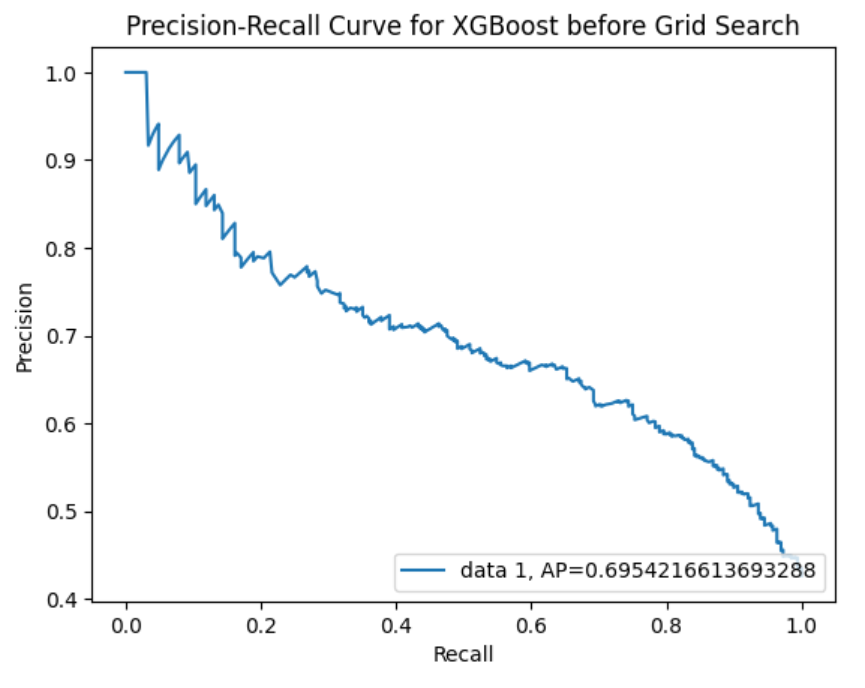 Precision-Recall Curve for XGBoost before Grid Search
1.0
0.9
0.8
0.7
0.6
0.5
0.4
Precision
data 1, AP=0.6954216613693288
0.0 0.2 0.4 0.6 0.8 1.0
Recall